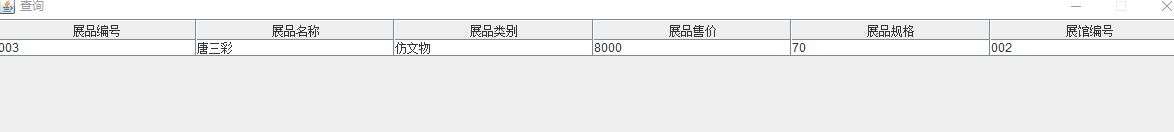 查询
展品编号 展品名称 展品类别 展品售价 展品规格 展馆编号
003 唐三彩 仿文物 8000 70 002